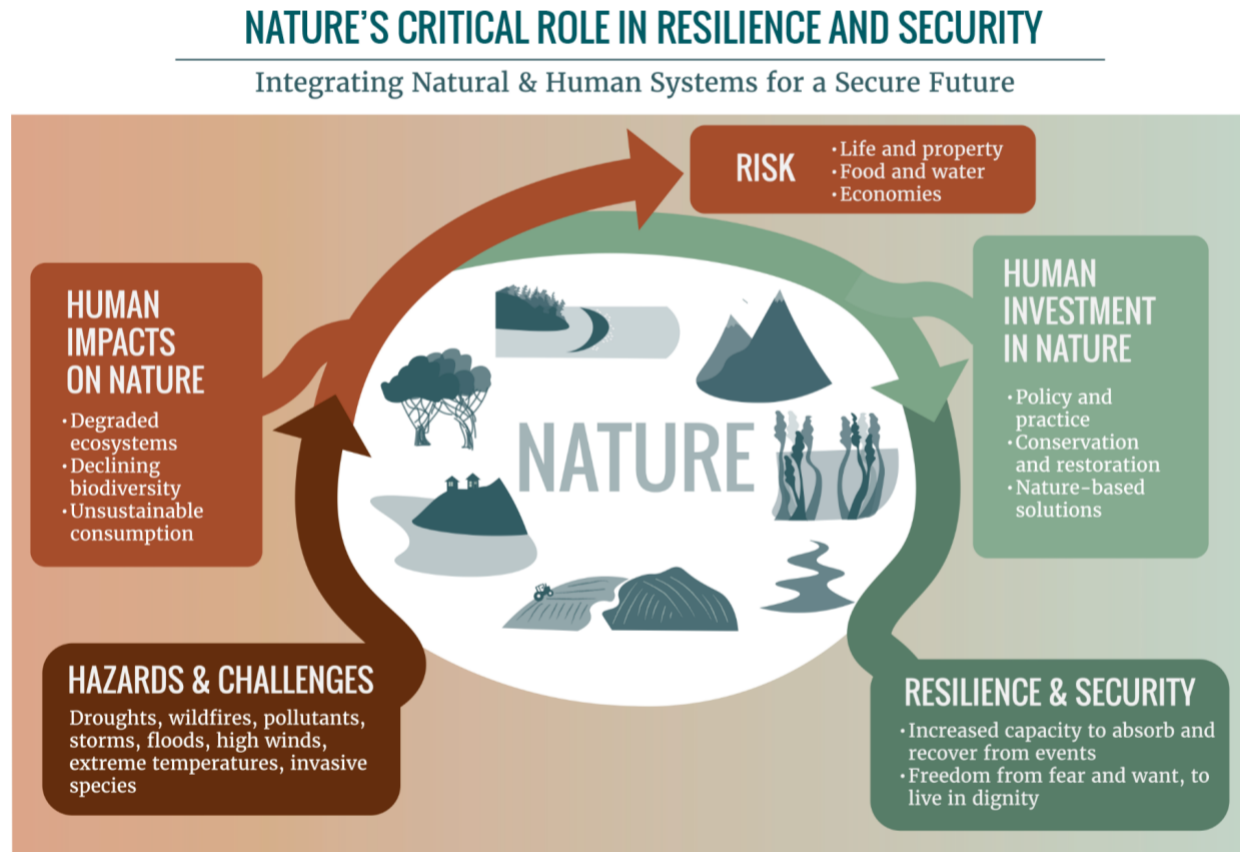 NATURE'S CRITICAL ROLE IN RESILIENCE AND SECURITY
Integrating Natural & Human Systems for a Secure Future
RISK
•Life and property
•Food and water
•Economies
HUMAN
IMPACTS
ON NATURE
•Degraded
ecosystems
•Declining
biodiversity
•Unsustainable
consumption
HUMAN
INVESTMENT
IN NATURE
•Policy and
practice
•Conservation
and restoration
•Nature-based
solutions
NATURE
HAZARDS & CHALLENGES
Droughts, wildfires, pollutants,
storms, floods, high winds,
extreme temperatures, invasive
species
RESILIENCE & SECURITY
•Increased capacity to absorb and
recover from events
•Freedom from fear and want, to
live in dignity